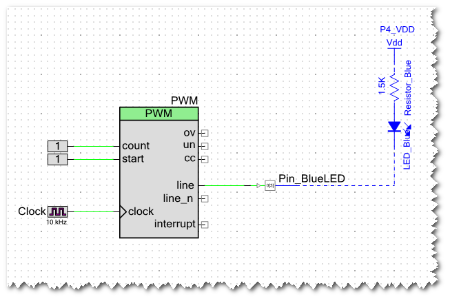 P4_VDD
Vdd
1.5K
Resistor_Blue
LED_Blue
PWM
PWM
ov
un
cc
1
count
1
start
line
Pin_BlueLED
line_n
Clock
10 kHz
clock
interrupt